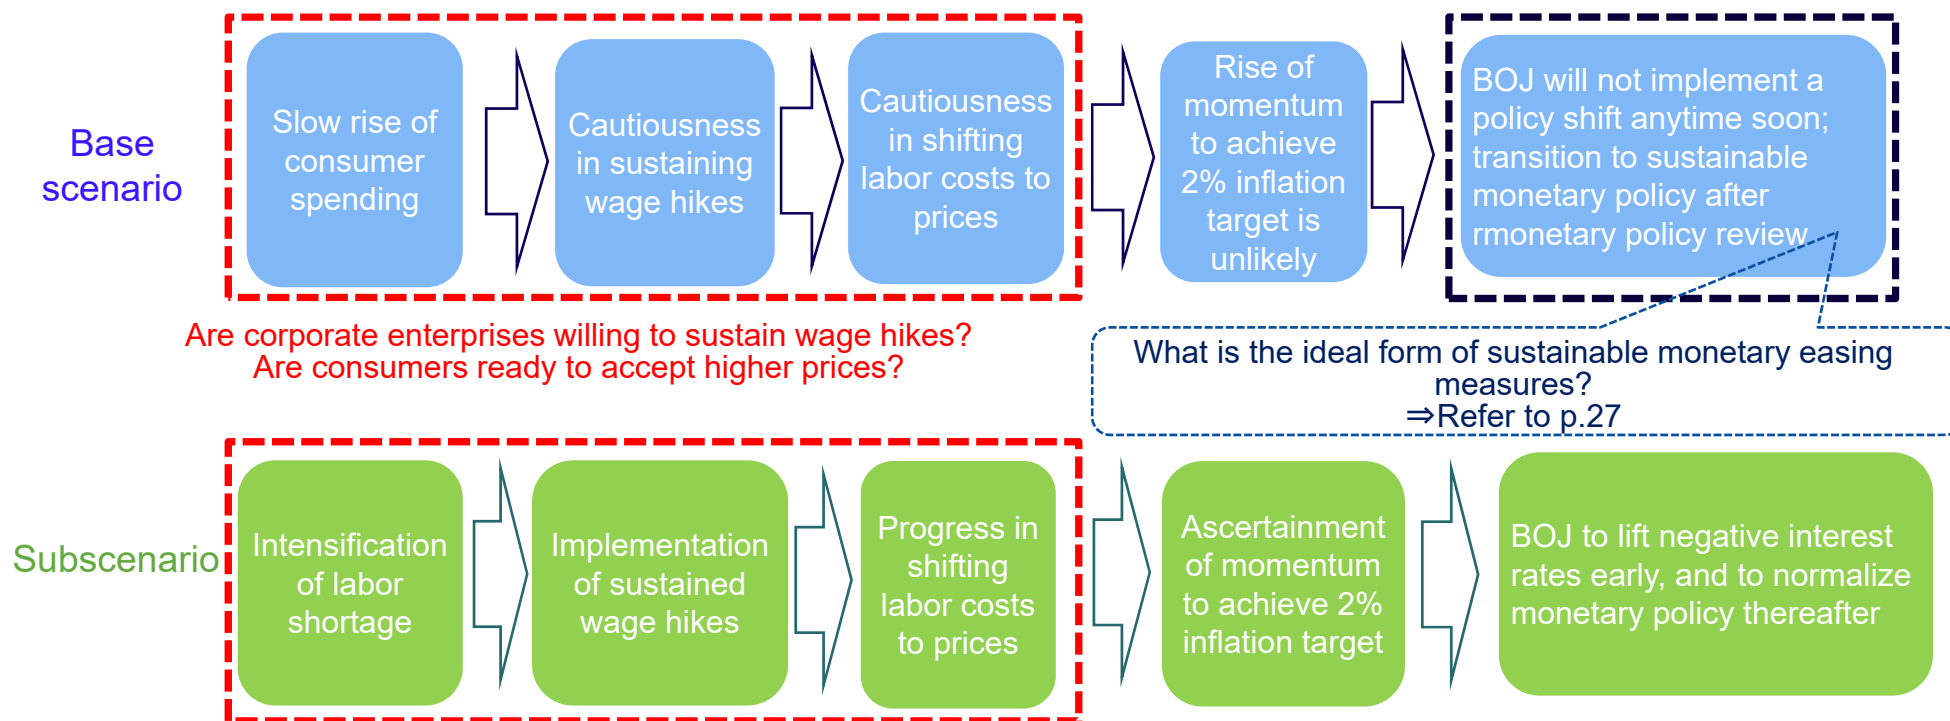 Base
scenario
Slow rise of
consumer
spending
Cautiousness
in sustaining
wage hikes
Cautiousness
in shifting
labor costs to
prices
Rise of
momentum
to achieve
2% inflation
target is
unlikely
BOJ will not implement a
policy shift anytime soon;
transition to sustainable
monetary policy after
rmonetary policy review
Are corporate enterprises willing to sustain wage hikes?
Are consumers ready to accept higher prices?
What is the ideal form of sustainable monetary easing
measures?
⇒Refer to p.27
Subscenario
Intensification
of labor
shortage
Implementation
of sustained
wage hikes
Progress in
shifting
labor costs
to prices
Ascertainment
of momentum
to achieve 2%
inflation target
BOJ to lift negative interest
rates early, and to normalize
monetary policy thereafter